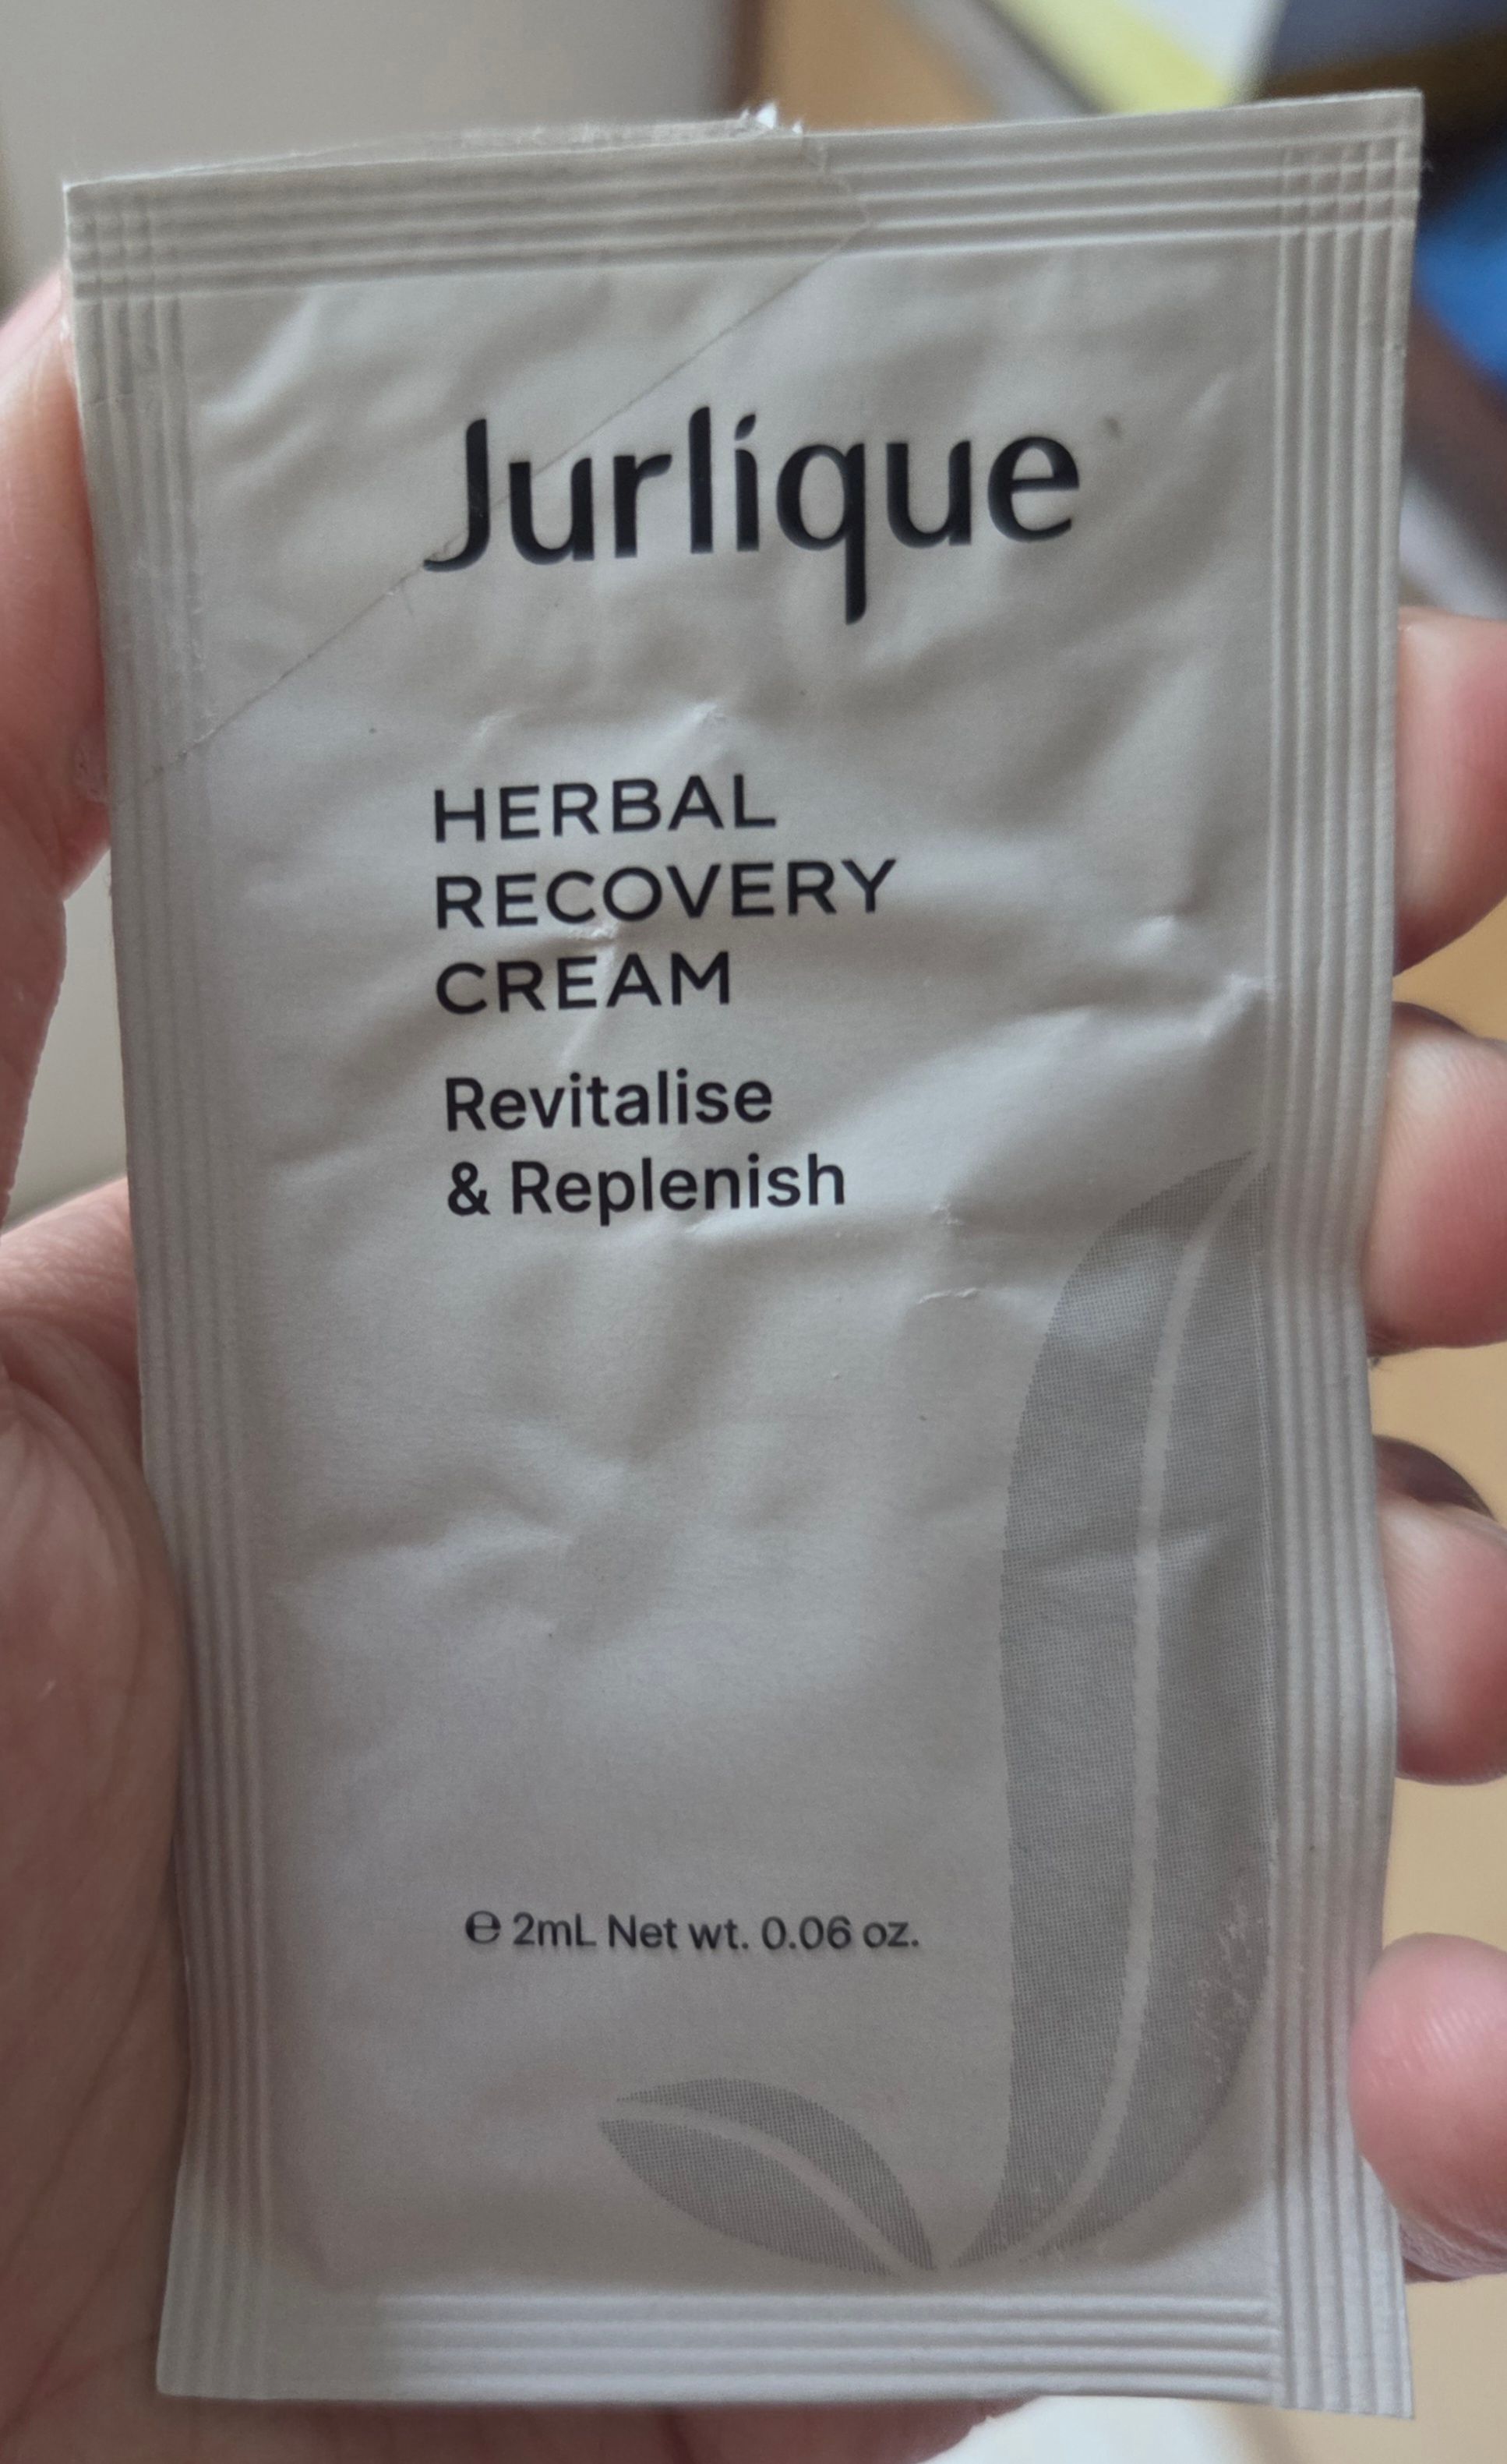 Jurlique
HERBAL
RECOVERY
CREAM
Revitalise
& Replenish
℮ 2mL Net wt. 0.06 oz.